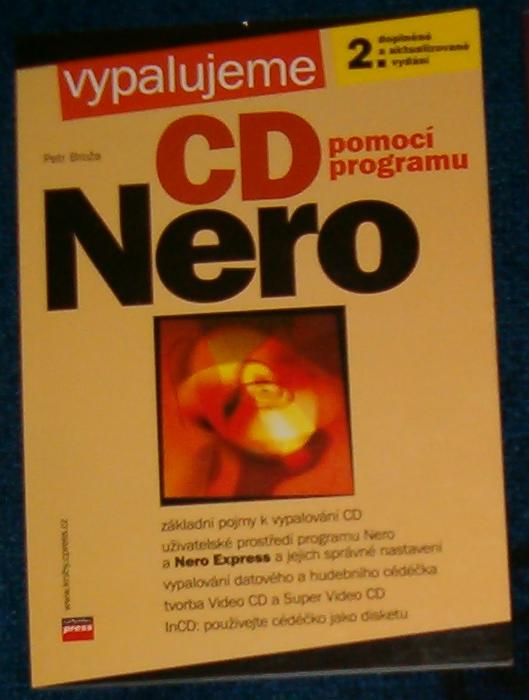 vypalujeme
2. doplněné
a aktualizované
vydání
Petr Broža
CD pomocí
programu
Nero
základní pojmy k vypalování CD
uživatelské prostředí programu Nero
a Nero Express a jejich správné nastavení
vypalování datového a hudebního cédéčka
tvorba Video CD a Super Video CD
InCD: používejte cédéčko jako disketu
www.knihy.cpress.cz
press